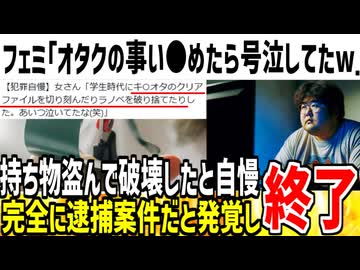 フェミ「オタクの事い●めたら号泣してたw
【犯罪自慢】女さん「学生時代にキ〇オタのクリア
ファイルを切り刻んだりラノベを破り捨てたりし
た。あいつ泣いてたな(笑)」
持ち物盗んで破壊したと自慢
完全に逮捕案件だと発覚し
終了